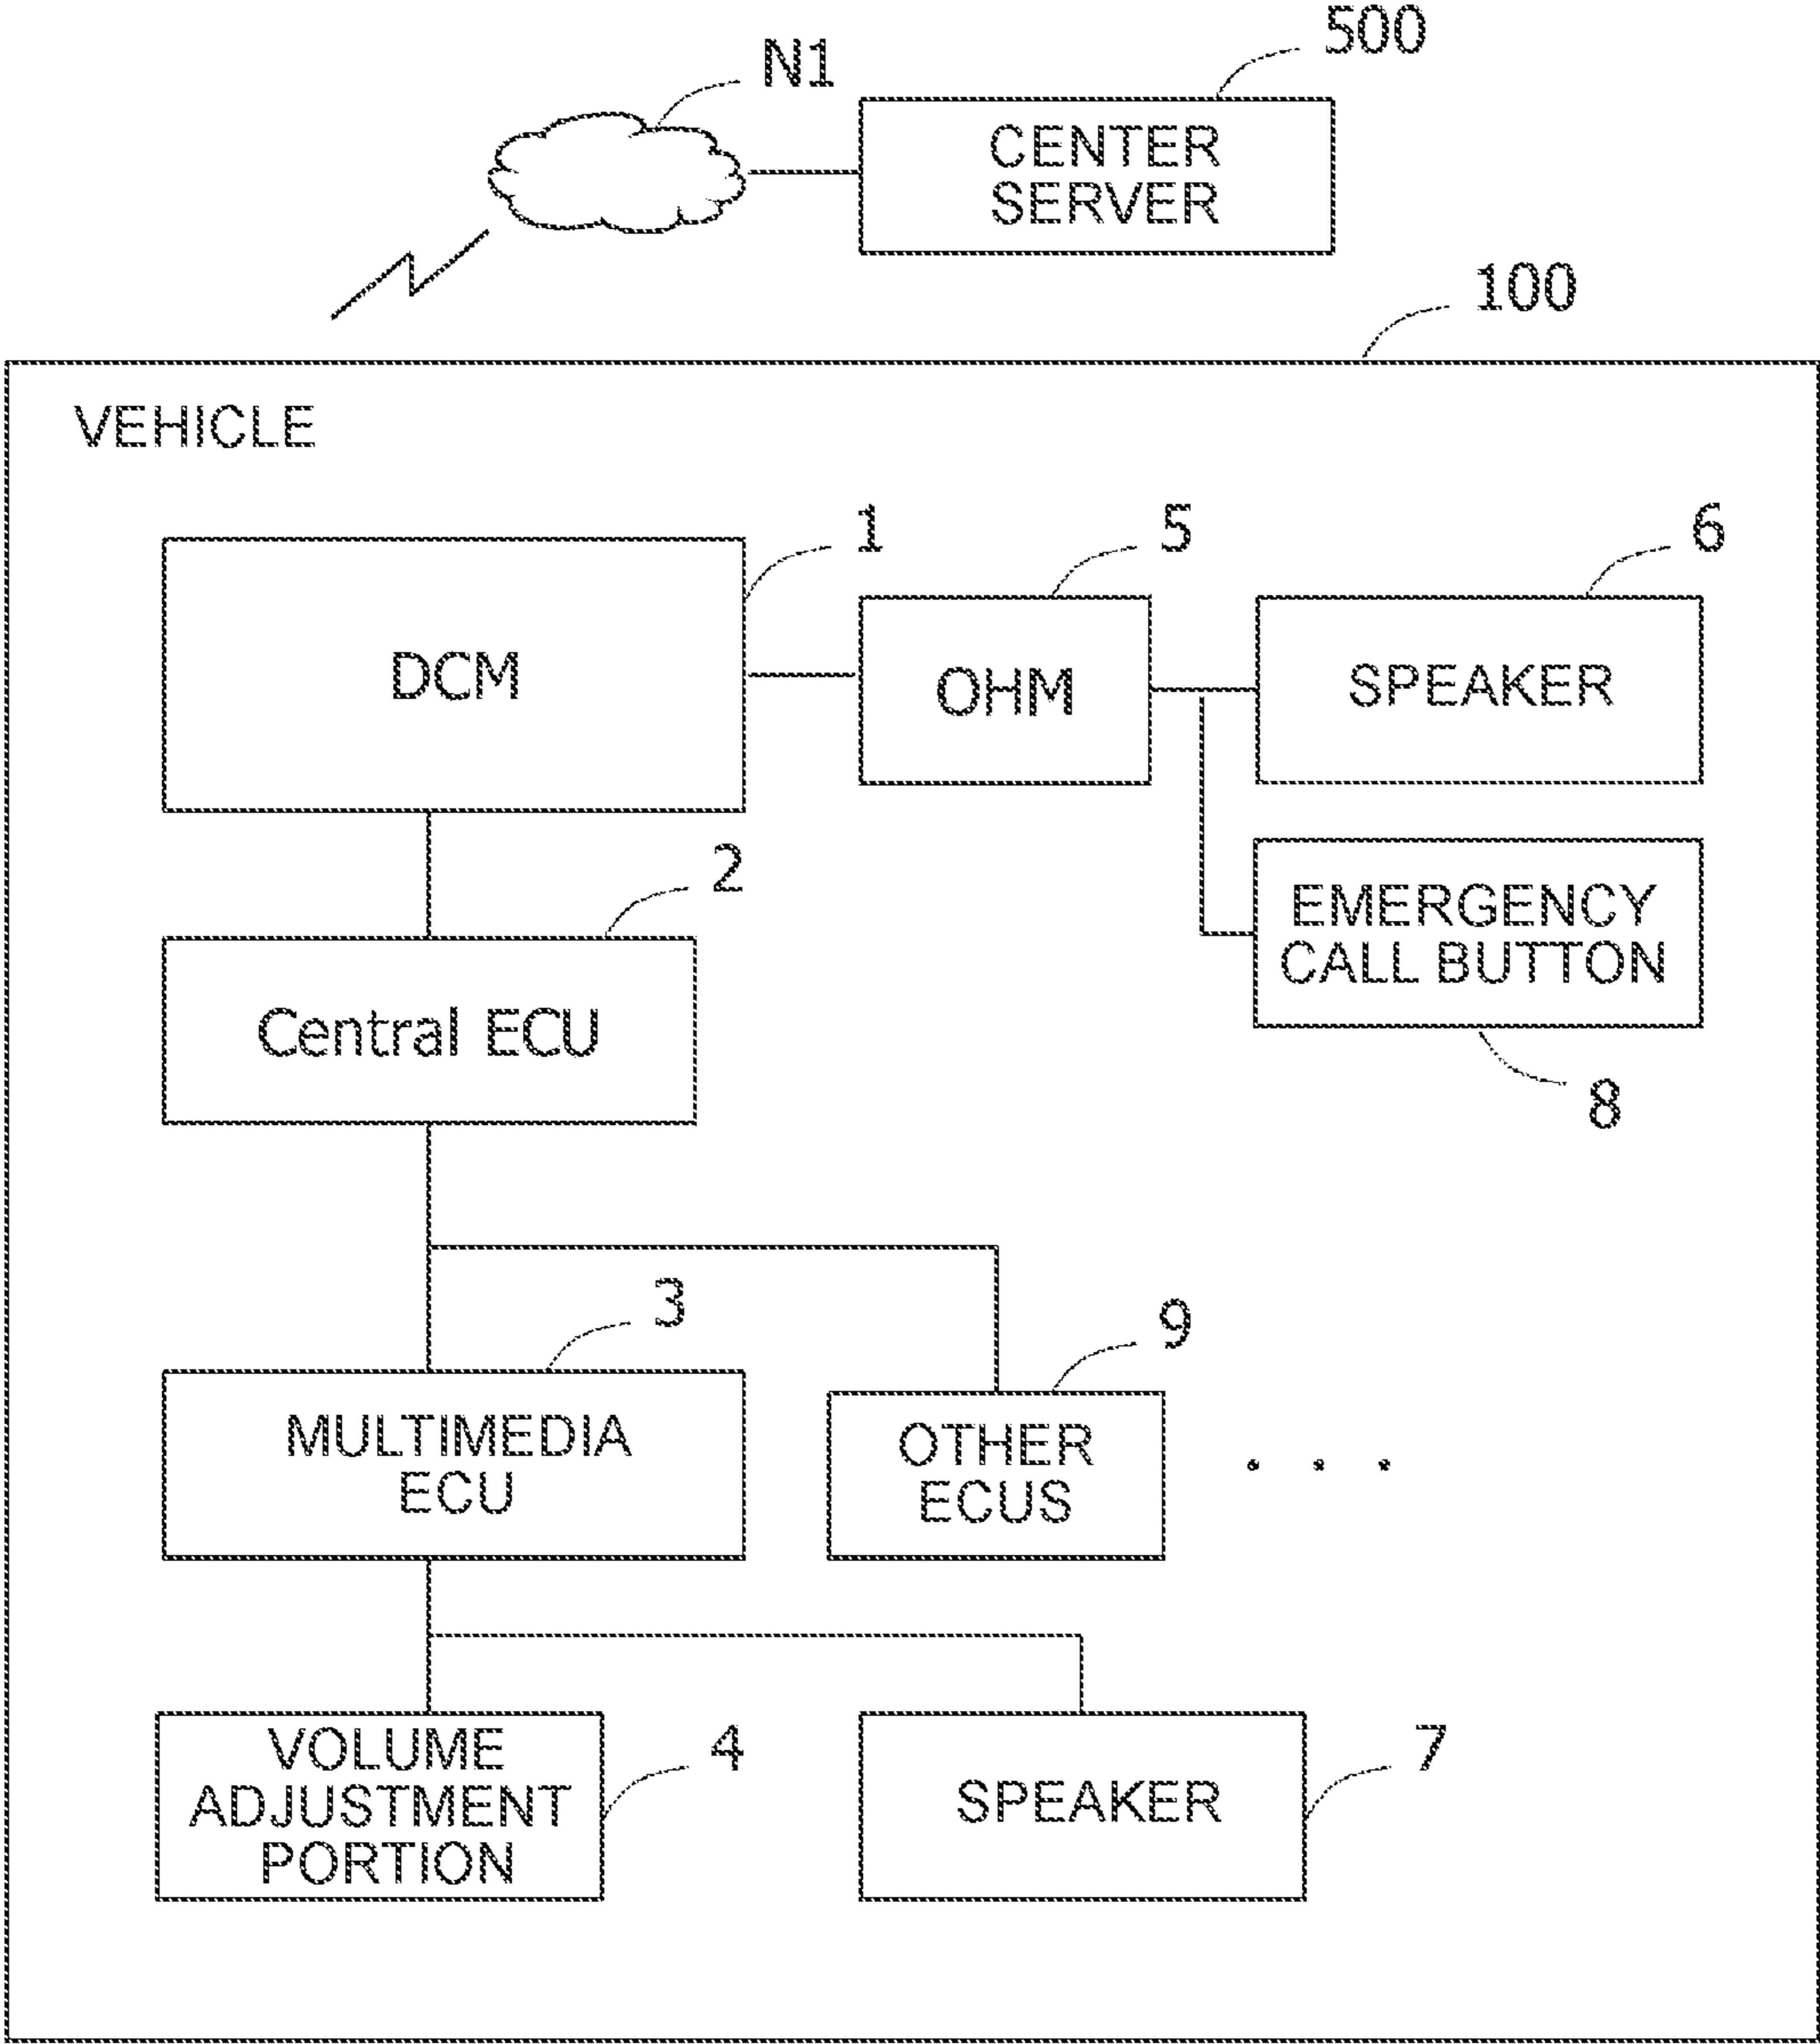 500
N1
CENTER
SERVER
100
VEHICLE
1
5
6
DCM
OHM
SPEAKER
2
EMERGENCY
CALL BUTTON
Central ECU
8
3
9
MULTIMEDIA
ECU
OTHER
ECUS
. . .
VOLUME
ADJUSTMENT
PORTION
4
SPEAKER
7